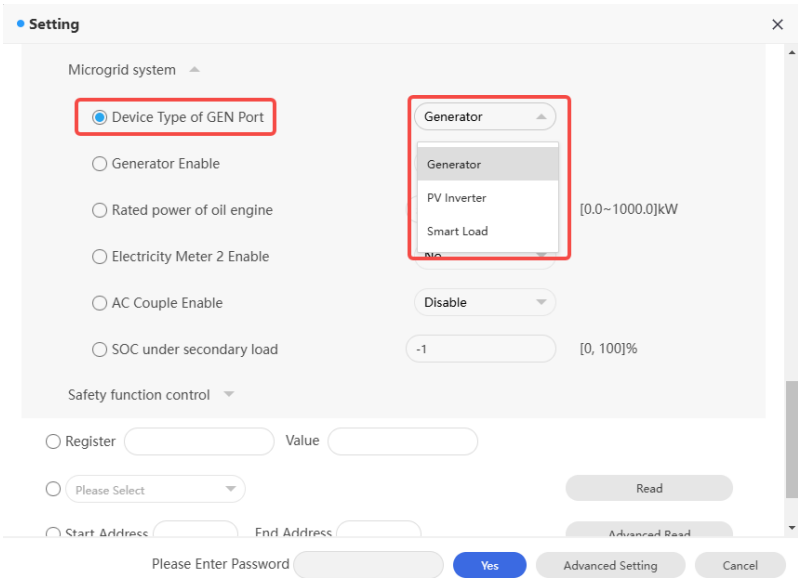 Setting
Microgrid system
Device Type of GEN Port Generator
Generator Enable Generator
PV Inverter
Rated power of oil engine [0.0~1000.0]kW
Smart Load
Electricity Meter 2 Enable No
AC Couple Enable Disable
SOC under secondary load -1 [0, 100]%
Safety function control
Register Value
Please Select Read
Start Address End Address Advanced Read
Please Enter Password Yes Advanced Setting Cancel